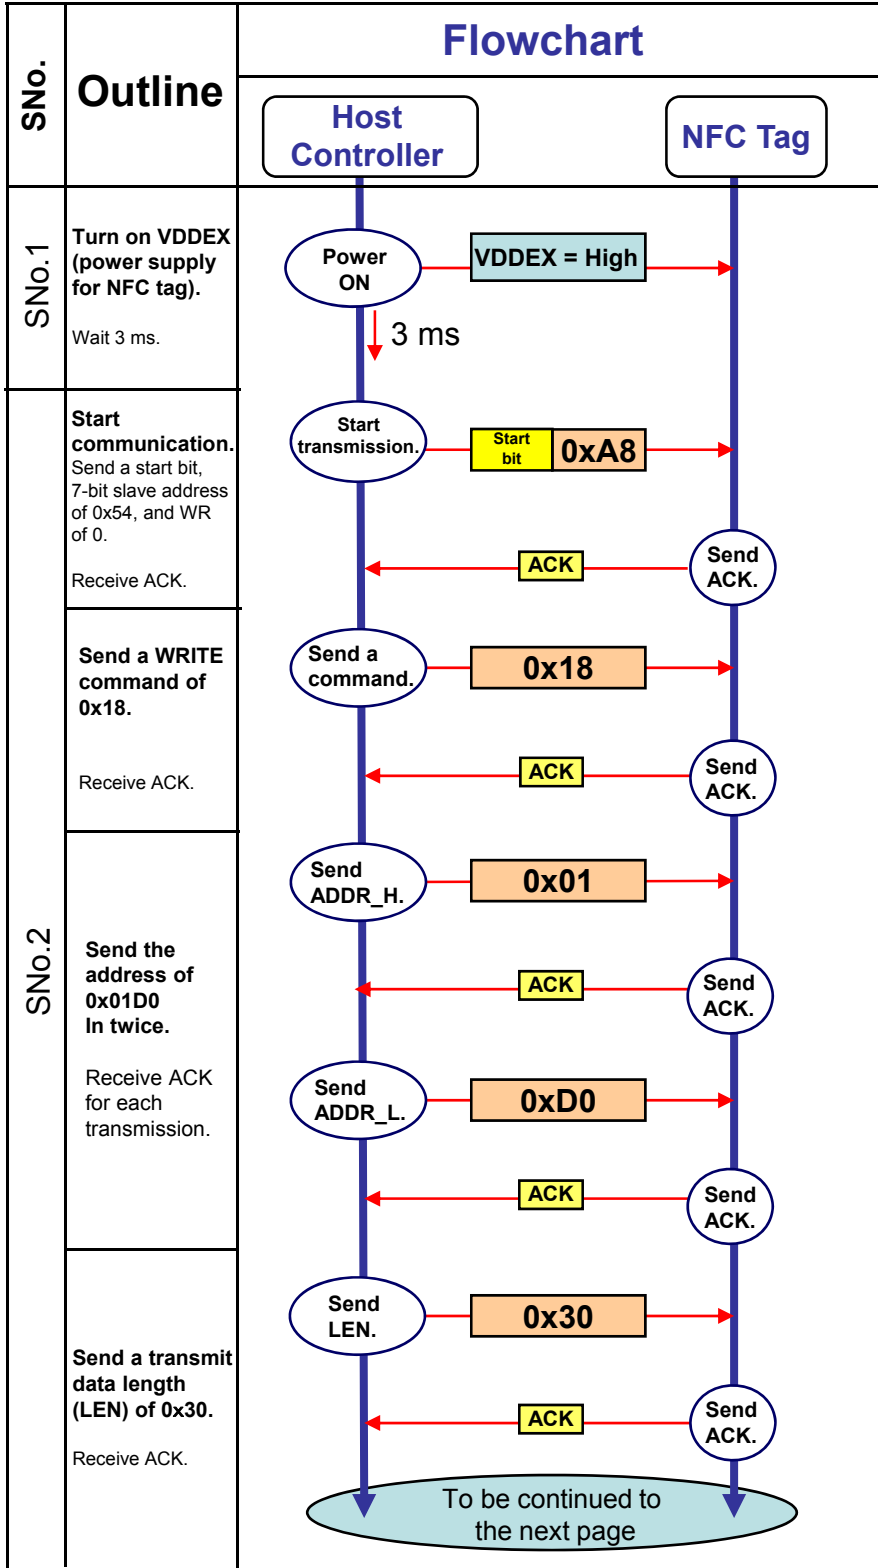 SNo.
Outline
Flowchart
Host
Controller
NFC Tag
SNo.1
Turn on VDDEX
(power supply
for NFC tag).
Wait 3 ms.
Power
ON
VDDEX = High
3 ms
SNo.2
Start
communication.
Send a start bit,
7-bit slave address
of 0x54, and WR
of 0.
Receive ACK.
Start
transmission.
Start
bit
0xA8
ACK
Send
ACK.
Send a WRITE
command of
0x18.
Receive ACK.
Send a
command.
0x18
ACK
Send
ACK.
Send the
address of
0x01D0
In twice.
Receive ACK
for each
transmission.
Send
ADDR_H.
0x01
ACK
Send
ACK.
Send
ADDR_L.
0xD0
ACK
Send
ACK.
Send a transmit
data length
(LEN) of 0x30.
Receive ACK.
Send
LEN.
0x30
ACK
Send
ACK.
To be continued to
the next page